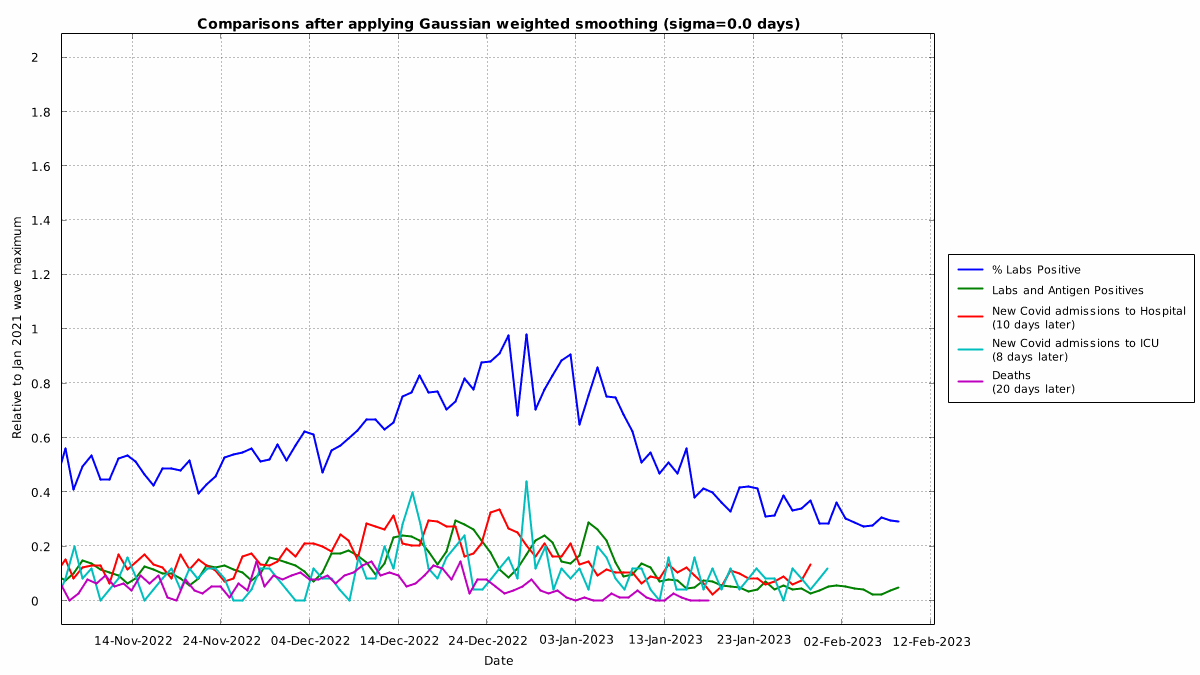 Comparisons after applying Gaussian weighted smoothing (sigma=0.0 days)
Relative to Jan 2021 wave maximum
2
1.8
1.6
1.4
1.2
1
0.8
0.6
0.4
0.2
0
14-Nov-2022
24-Nov-2022
04-Dec-2022
14-Dec-2022
24-Dec-2022
03-Jan-2023
13-Jan-2023
23-Jan-2023
02-Feb-2023
12-Feb-2023
Date
% Labs Positive
Labs and Antigen Positives
New Covid admissions to Hospital
(10 days later)
New Covid admissions to ICU
(8 days later)
Deaths
(20 days later)